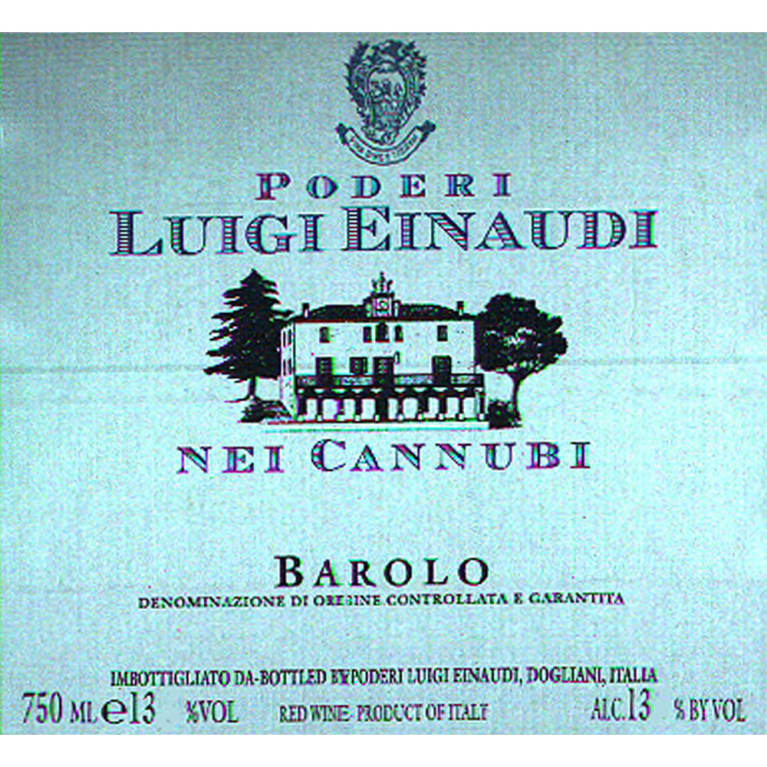 PODERI
LUIGI EINAUDI
NEI CANNUBI
BAROLO
DENOMINAZIONE DI ORIGINE CONTROLLATA E GARANTITA
IMBOTTIGLIATO DA-BOTTLED BY PODERI LUIGI EINAUDI, DOGLIANI, ITALIA
750 ML e 13 %VOL RED WINE- PRODUCT OF ITALY ALC. 13 % BY VOL